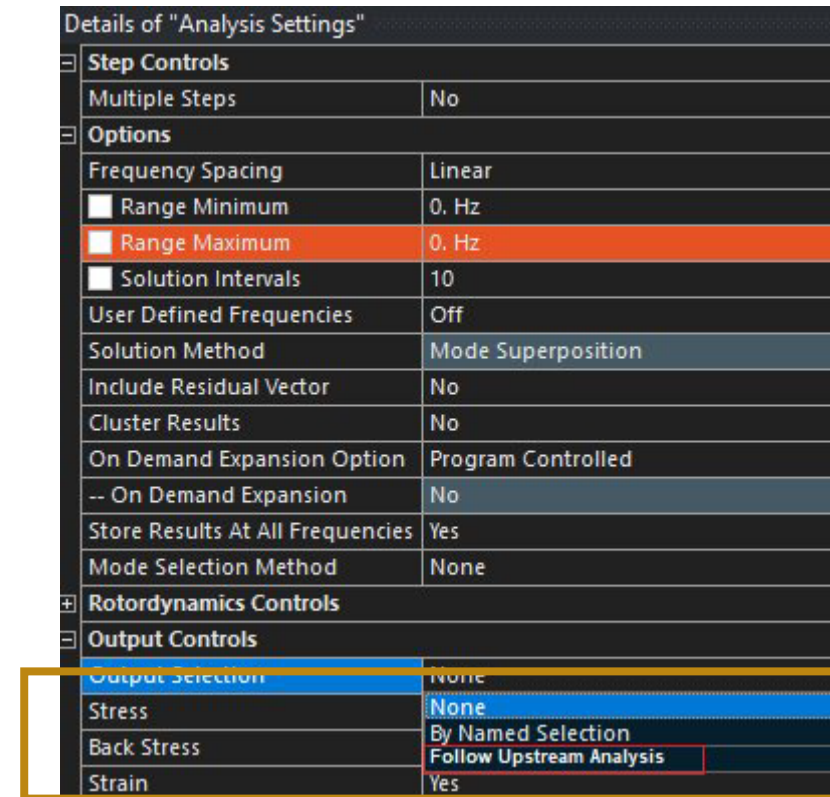 Details of "Analysis Settings"
Step Controls
Multiple Steps No
Options
Frequency Spacing Linear
Range Minimum 0. Hz
Range Maximum 0. Hz
Solution Intervals 10
User Defined Frequencies Off
Solution Method Mode Superposition
Include Residual Vector No
Cluster Results No
On Demand Expansion Option Program Controlled
-- On Demand Expansion No
Store Results At All Frequencies Yes
Mode Selection Method None
Rotordynamics Controls
Output Controls
Output Selection None
Stress None
By Named Selection
Back Stress
Follow Upstream Analysis
Strain Yes